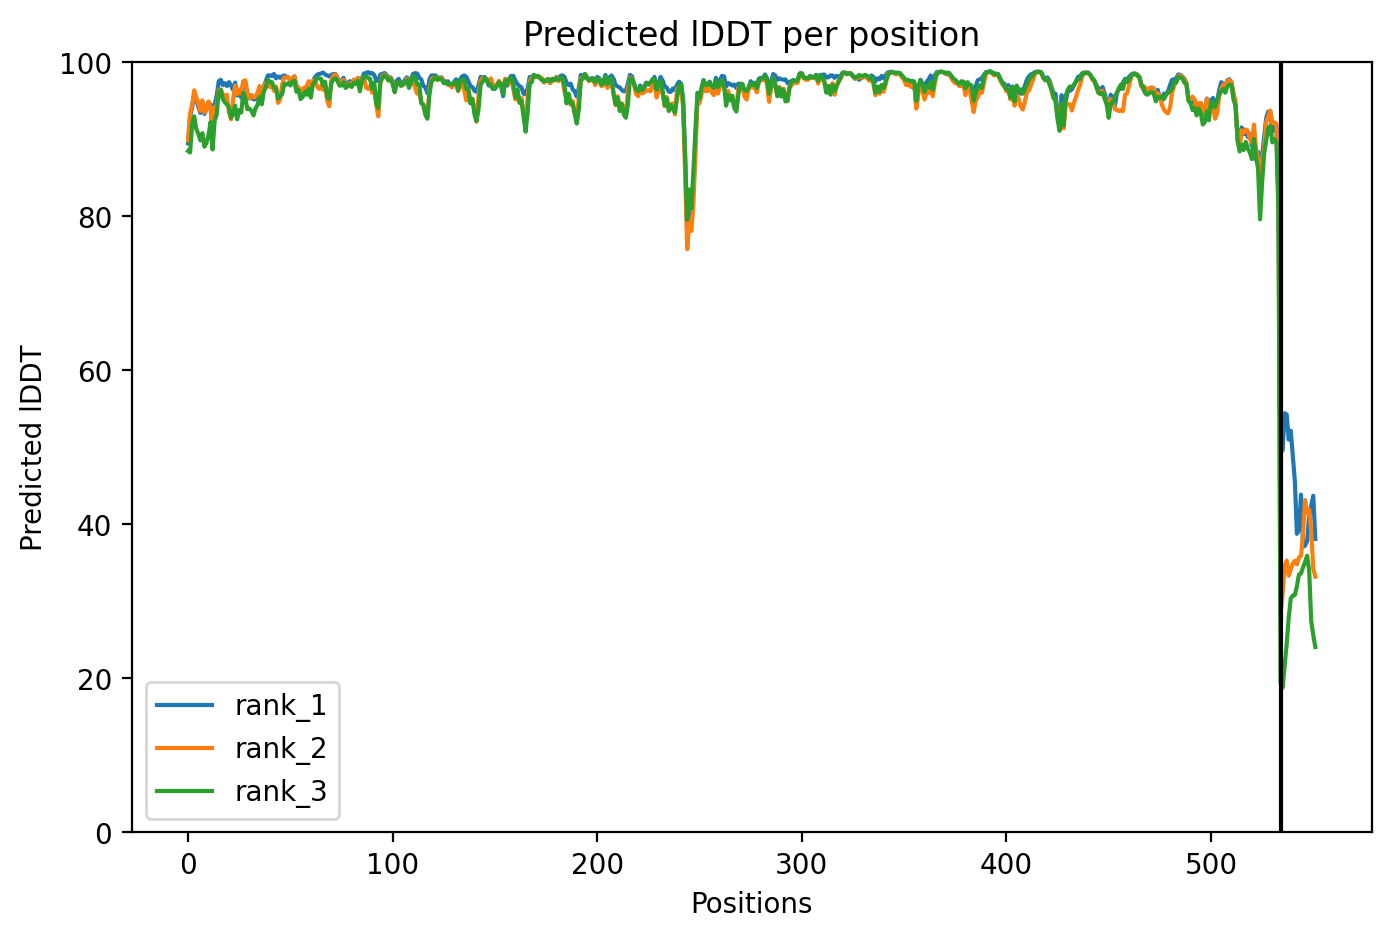 Predicted lDDT per position
Predicted lDDT
100
80
60
40
20
0
rank_1
rank_2
rank_3
0 100 200 300 400 500
Positions